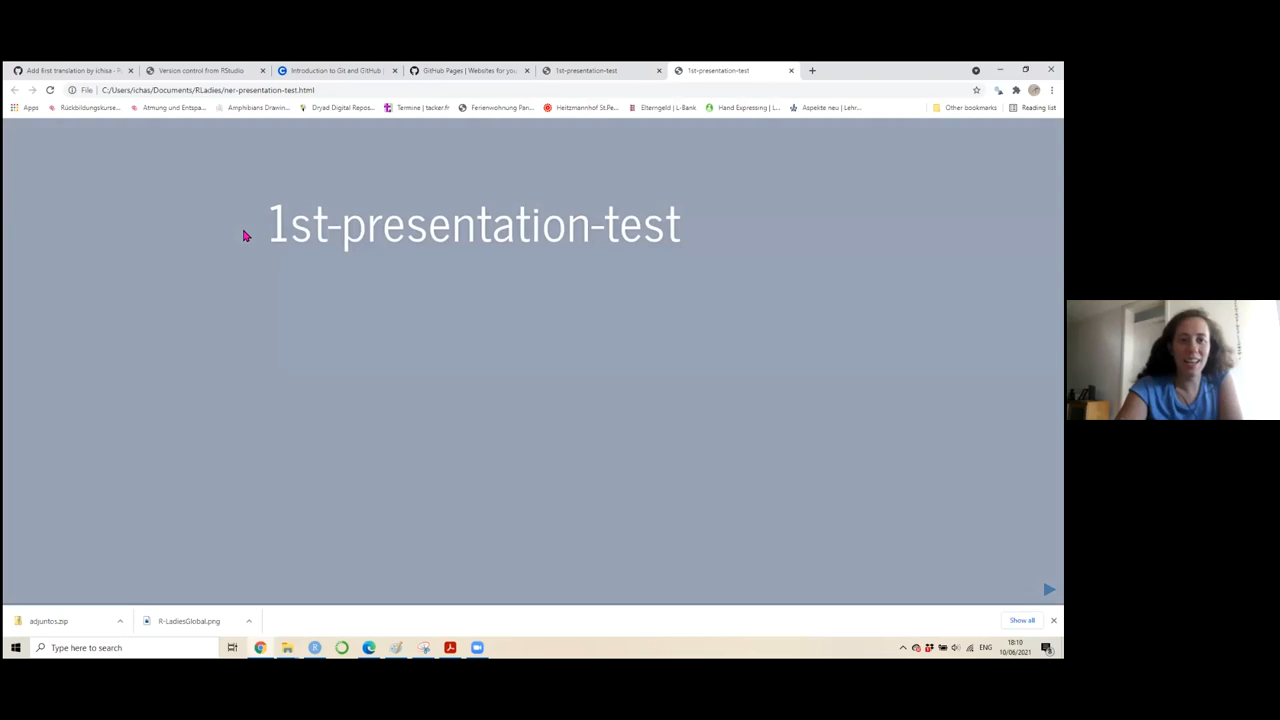 Add first translation by ichisa - R-
Version control from RStudio
Introduction to Git and GitHub |
GitHub Pages | Websites for you
1st-presentation-test
1st-presentation-test
File
C:/Users/ichas/Documents/RLadies/ner-presentation-test.html
Apps
Rückbildungskurse...
Atmung und Entspa...
Amphibians Drawin...
Dryad Digital Repos...
Termine | tacker.fr
Ferienwohnung Pan...
Heitzmannhof St.Pe...
Elterngeld | L-Bank
Hand Expressing | L...
Aspekte neu | Lehr...
Other bookmarks
Reading list
1st-presentation-test
adjuntos.zip
R-LadiesGlobal.png
Show all
Type here to search
ENG
18:10
10/06/2021